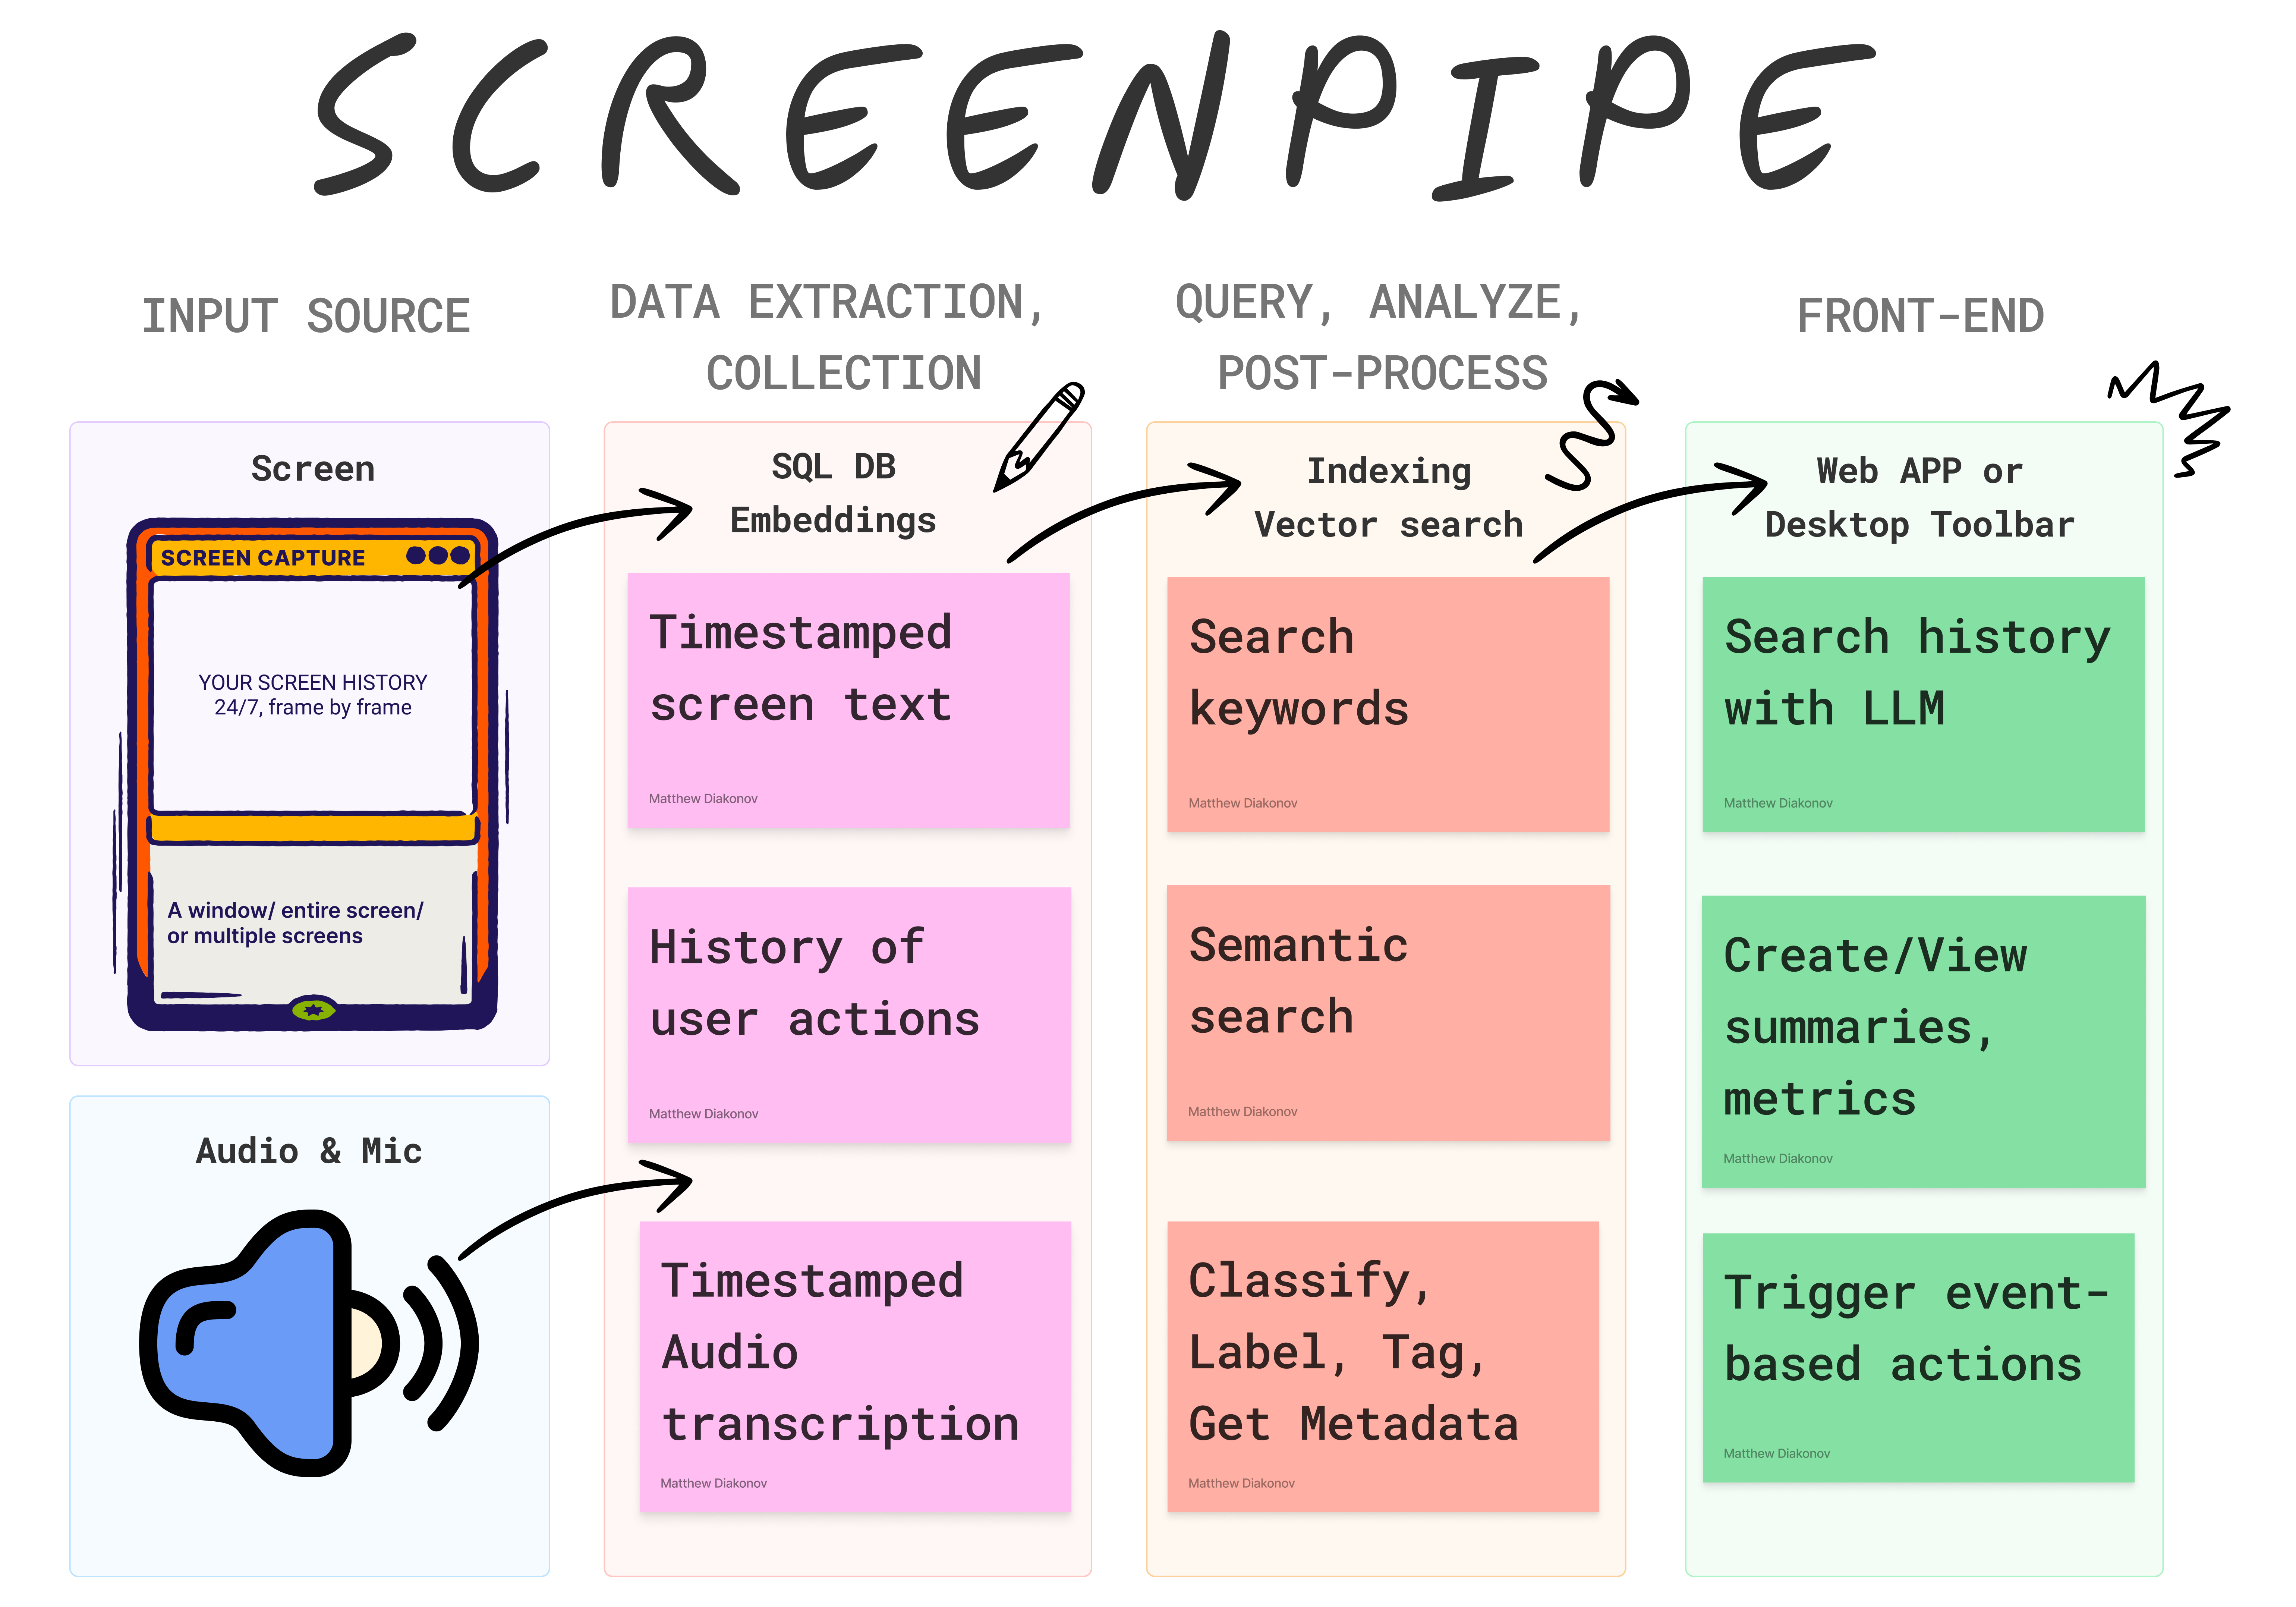 SCREENPIPE
INPUT SOURCE
Screen
SCREEN CAPTURE
YOUR SCREEN HISTORY
24/7, frame by frame
A window/ entire screen/
or multiple screens
Audio & Mic
DATA EXTRACTION,
COLLECTION
SQL DB
Embeddings
Timestamped
screen text
Matthew Diakonov
History of
user actions
Matthew Diakonov
Timestamped
Audio
transcription
Matthew Diakonov
QUERY, ANALYZE,
POST-PROCESS
Indexing
Vector search
Search
keywords
Matthew Diakonov
Semantic
search
Matthew Diakonov
Classify,
Label, Tag,
Get Metadata
Matthew Diakonov
FRONT-END
Web APP or
Desktop Toolbar
Search history
with LLM
Matthew Diakonov
Create/View
summaries,
metrics
Matthew Diakonov
Trigger event-
based actions
Matthew Diakonov